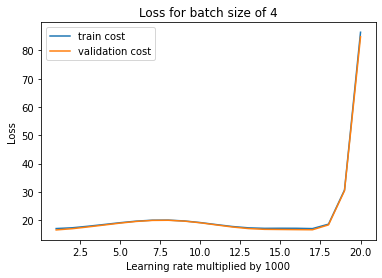 Loss for batch size of 4
train cost
validation cost
80
70
60
50
40
30
20
Loss
2.5 5.0 7.5 10.0 12.5 15.0 17.5 20.0
Learning rate multiplied by 1000